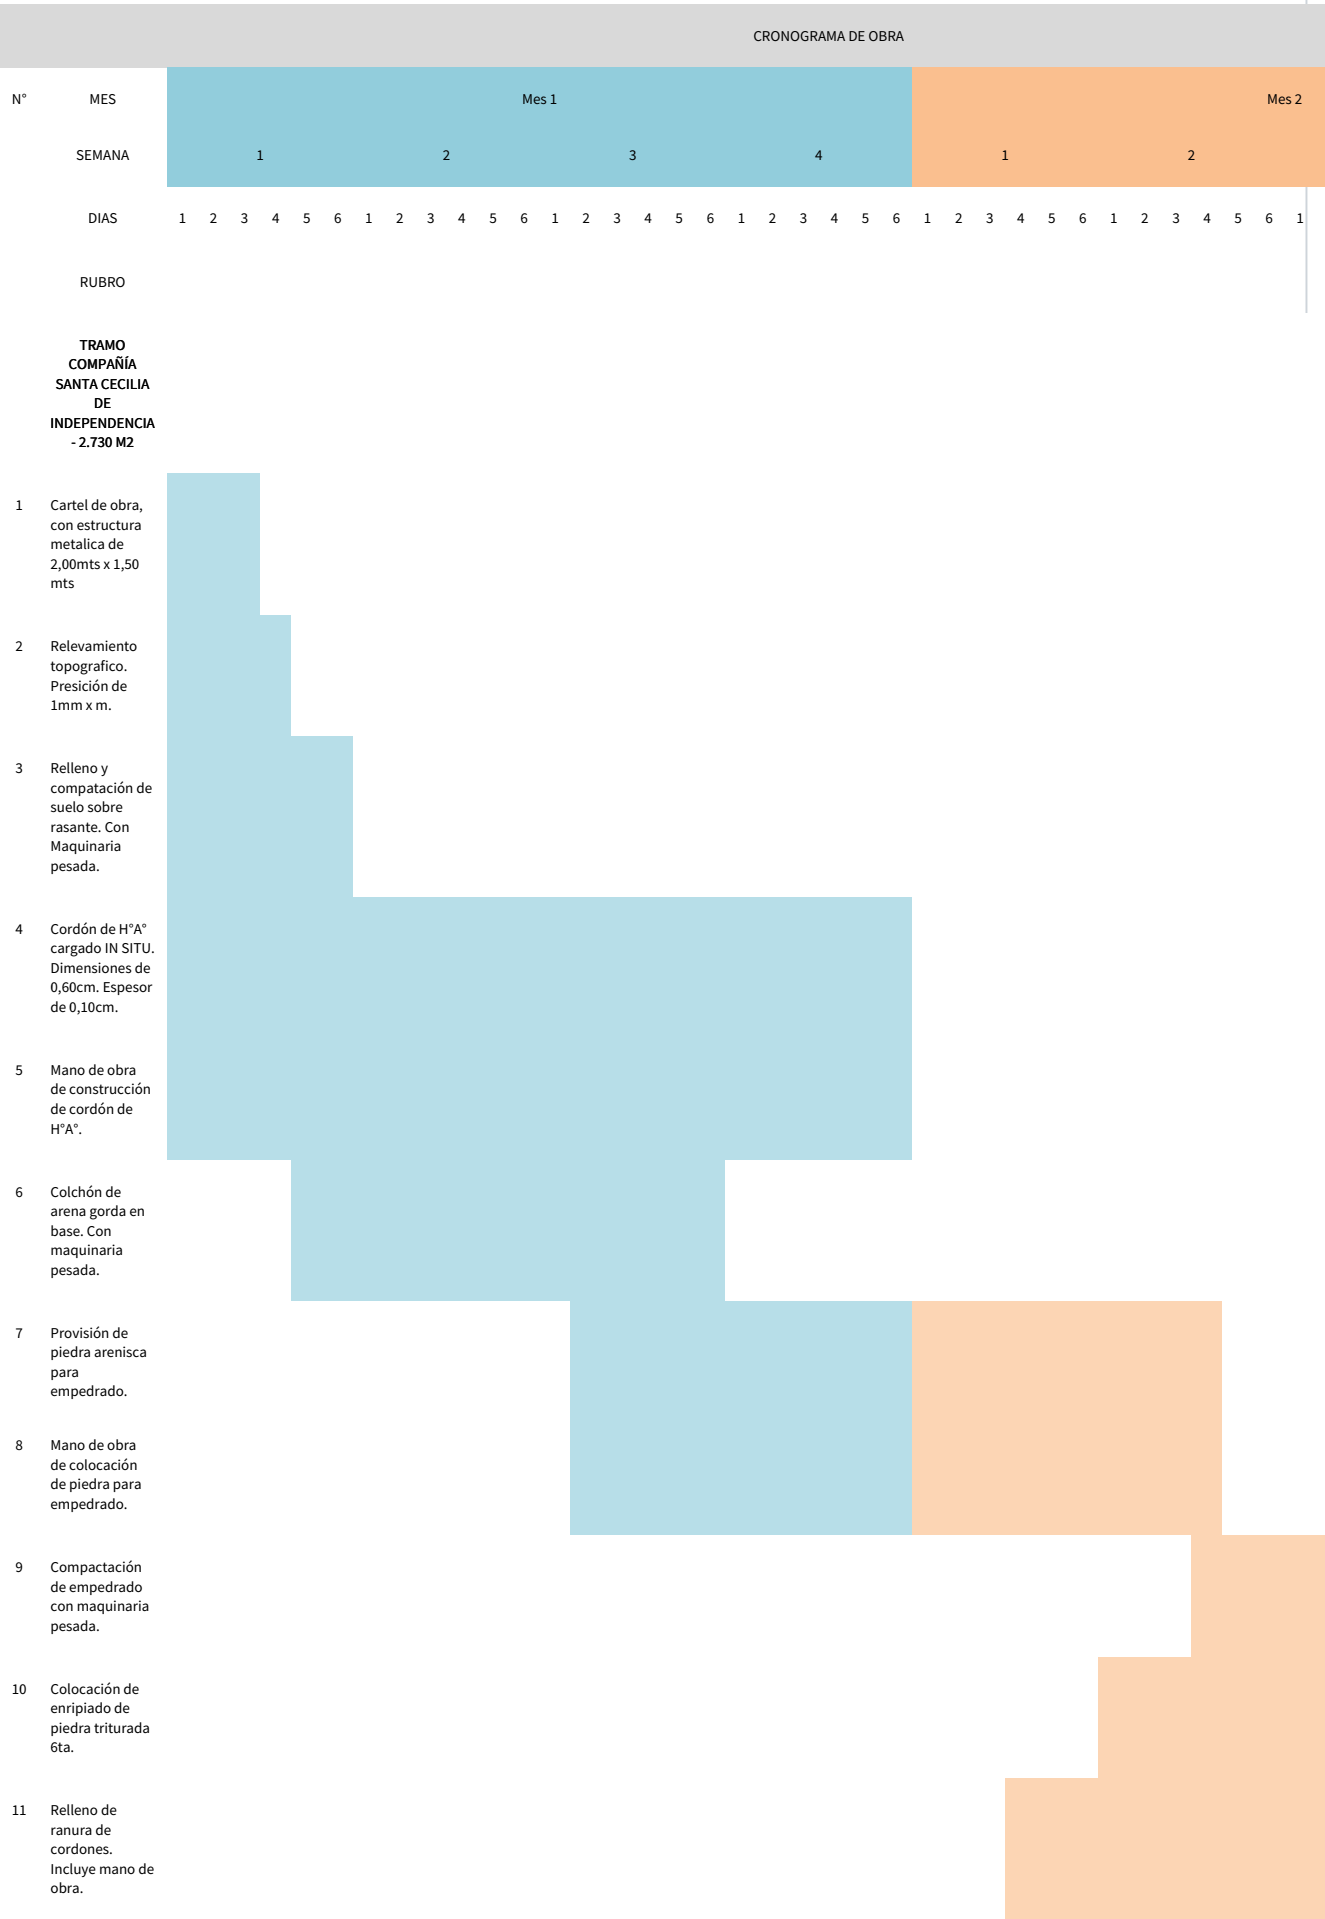 CRONOGRAMA DE OBRA
N° MES Mes 1 Mes 2
SEMANA 1 2 3 4 1 2
DIAS 1 2 3 4 5 6 1 2 3 4 5 6 1 2 3 4 5 6 1 2 3 4 5 6 1 2 3 4 5 6 1 2 3 4 5 6 1
RUBRO
TRAMO
COMPAÑÍA
SANTA CECILIA
DE
INDEPENDENCIA
- 2.730 M2
1 Cartel de obra,
con estructura
metalica de
2,00mts x 1,50
mts
2 Relevamiento
topografico.
Presición de
1mm x m.
3 Relleno y
compatación de
suelo sobre
rasante. Con
Maquinaria
pesada.
4 Cordón de H°A°
cargado IN SITU.
Dimensiones de
0,60cm. Espesor
de 0,10cm.
5 Mano de obra
de construcción
de cordón de
H°A°.
6 Colchón de
arena gorda en
base. Con
maquinaria
pesada.
7 Provisión de
piedra arenisca
para
empedrado.
8 Mano de obra
de colocación
de piedra para
empedrado.
9 Compactación
de empedrado
con maquinaria
pesada.
10 Colocación de
enripiado de
piedra triturada
6ta.
11 Relleno de
ranura de
cordones.
Incluye mano de
obra.